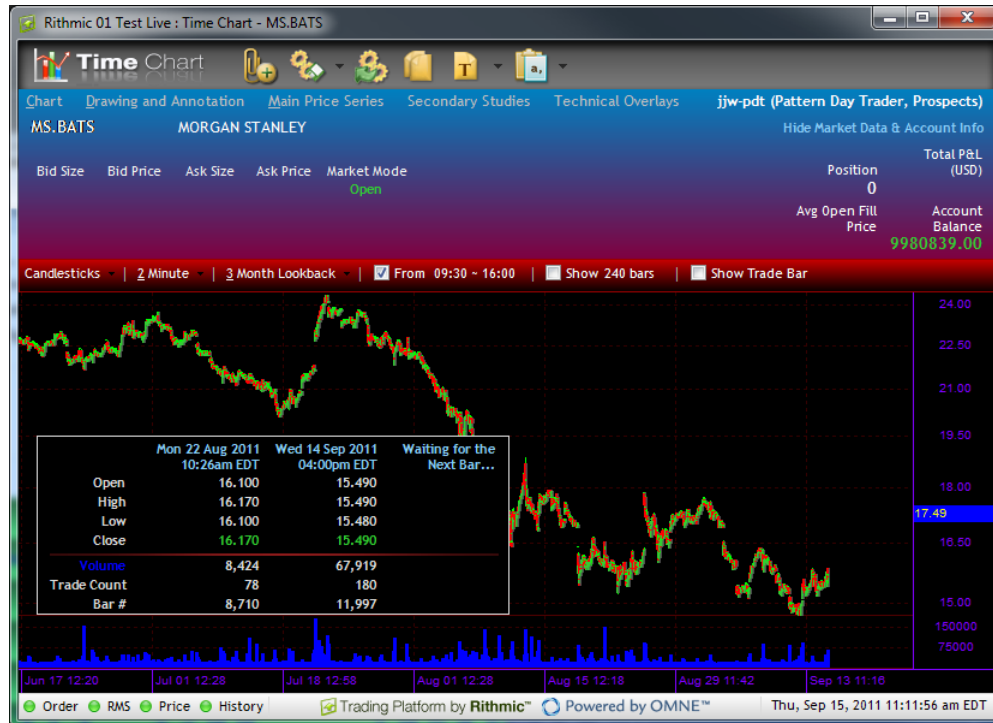 Rithmic 01 Test Live : Time Chart - MS.BATS
Time Chart
T
a,
Chart Drawing and Annotation Main Price Series Secondary Studies Technical Overlays jjw-pdt (Pattern Day Trader, Prospects)
MS.BATS MORGAN STANLEY Hide Market Data & Account Info
Total P&L
Bid Size Bid Price Ask Size Ask Price Market Mode Position (USD)
Open 0
Avg Open Fill Account
Price Balance
9980839.00
Candlesticks | 2 Minute | 3 Month Lookback | From 09:30 ~ 16:00 | Show 240 bars | Show Trade Bar
24.00
22.50
21.00
19.50
Mon 22 Aug 2011 Wed 14 Sep 2011 Waiting for the
10:26am EDT 04:00pm EDT Next Bar...
Open 16.100 15.490
18.00
High 16.170 15.490
17.49
Low 16.100 15.480
Close 16.170 15.490
16.50
Volume 8,424 67,919
Trade Count 78 180
Bar # 8,710 11,997
15.00
150000
75000
Jun 17 12:20 Jul 01 12:28 Jul 18 12:58 Aug 01 12:28 Aug 15 12:18 Aug 29 11:42 Sep 13 11:16
Order RMS Price History Trading Platform by Rithmic™ Powered by OMNE™ Thu, Sep 15, 2011 11:11:56 am EDT